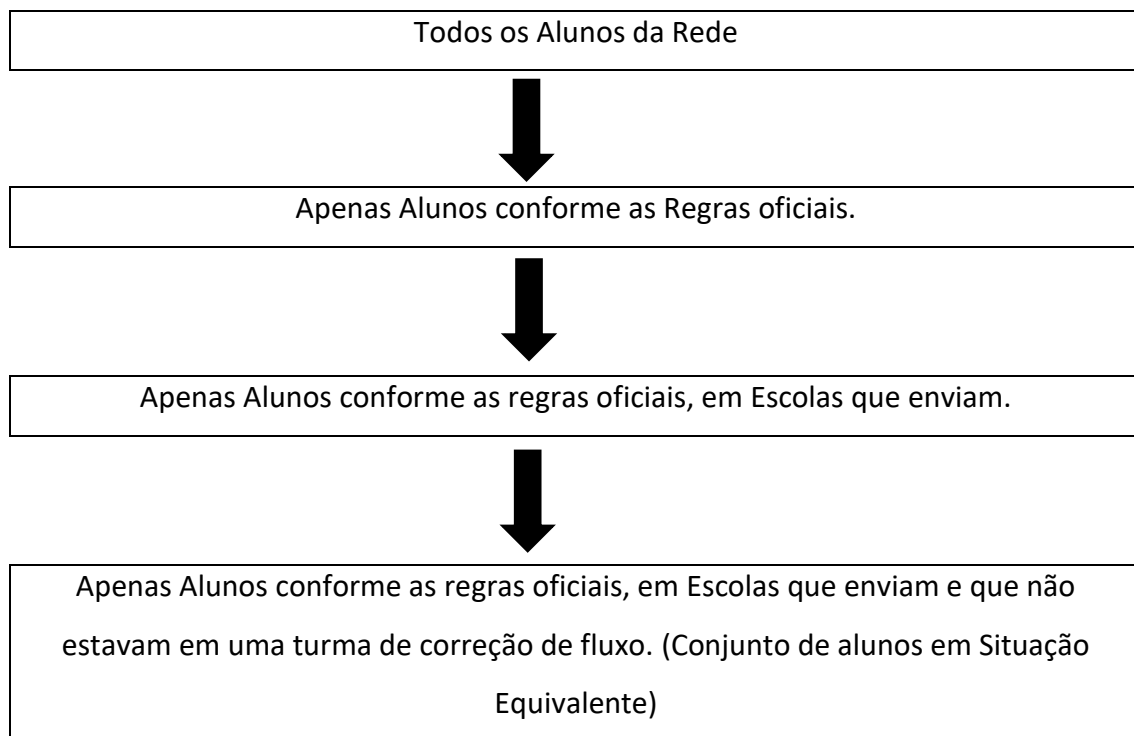 Todos os Alunos da Rede
Apenas Alunos conforme as Regras oficiais.
Apenas Alunos conforme as regras oficiais, em Escolas que enviam.
Apenas Alunos conforme as regras oficiais, em Escolas que enviam e que não
estavam em uma turma de correção de fluxo. (Conjunto de alunos em Situação
Equivalente)